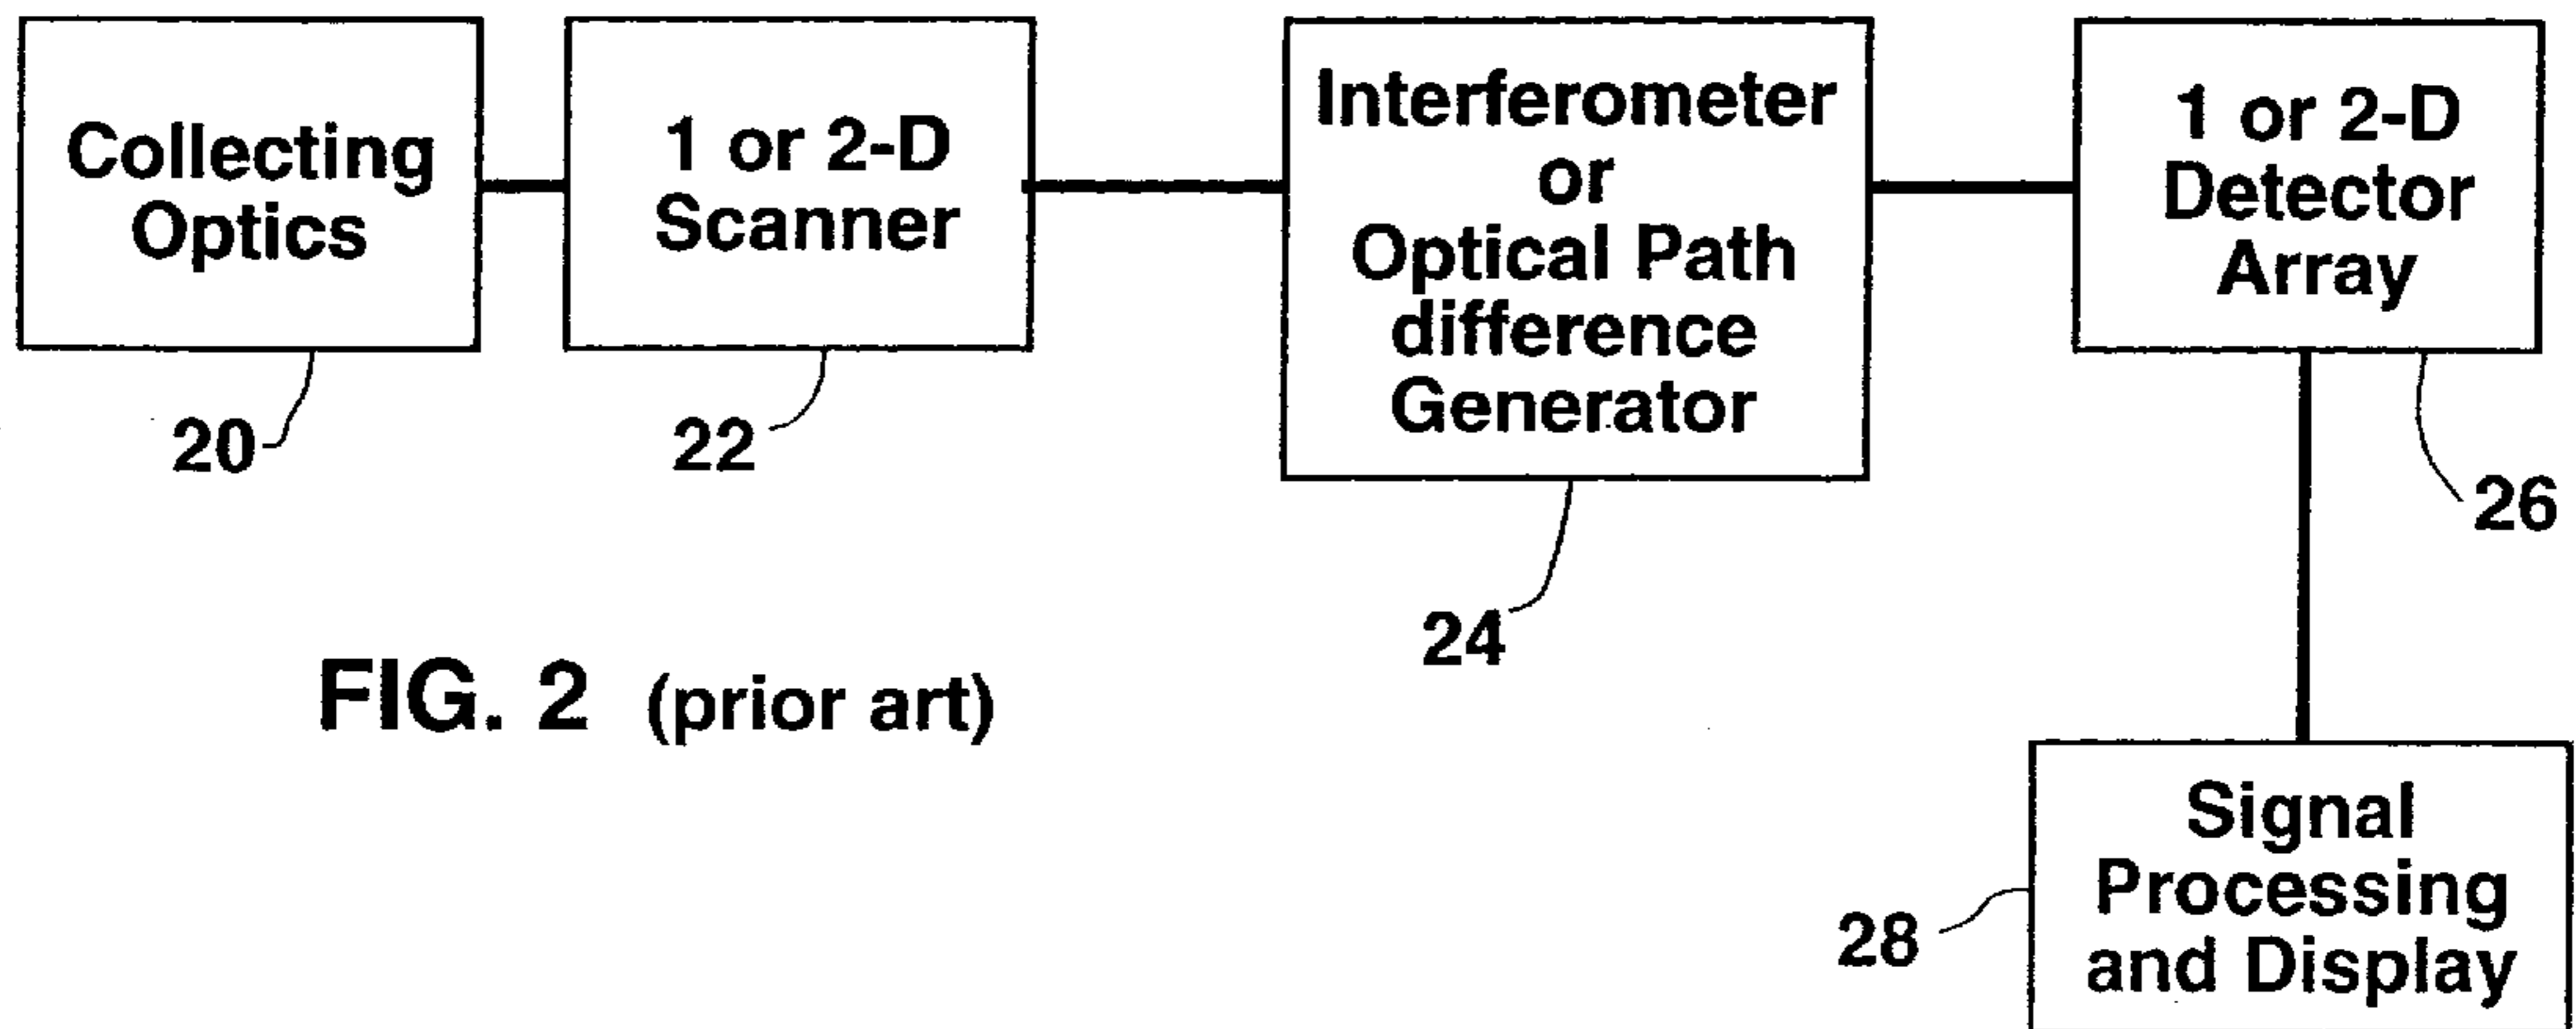 Collecting
Optics
1 or 2-D
Scanner
Interferometer
or
Optical Path
difference
Generator
1 or 2-D
Detector
Array
20
22
24
26
FIG. 2 (prior art)
Signal
Processing
and Display
28